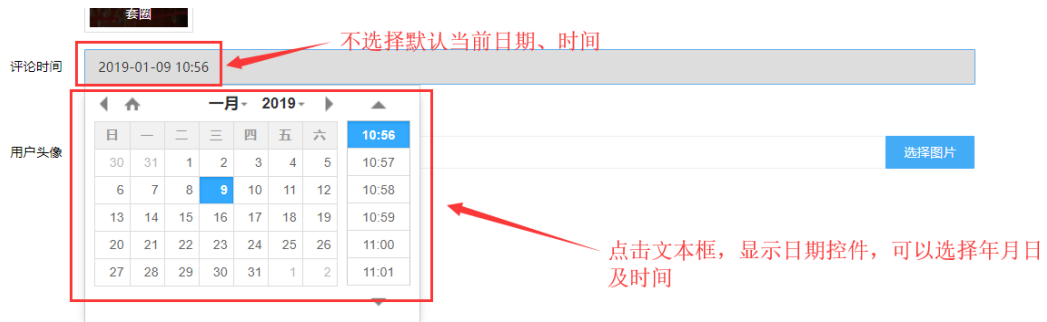 套圈
不选择默认当前日期、时间
评论时间
2019-01-09 10:56
一月 2019
日 一 二 三 四 五 六 10:56
30 31 1 2 3 4 5 10:57
6 7 8 9 10 11 12 10:58
13 14 15 16 17 18 19 10:59
20 21 22 23 24 25 26 11:00
27 28 29 30 31 1 2 11:01
用户头像
选择图片
点击文本框，显示日期控件，可以选择年月日
及时间